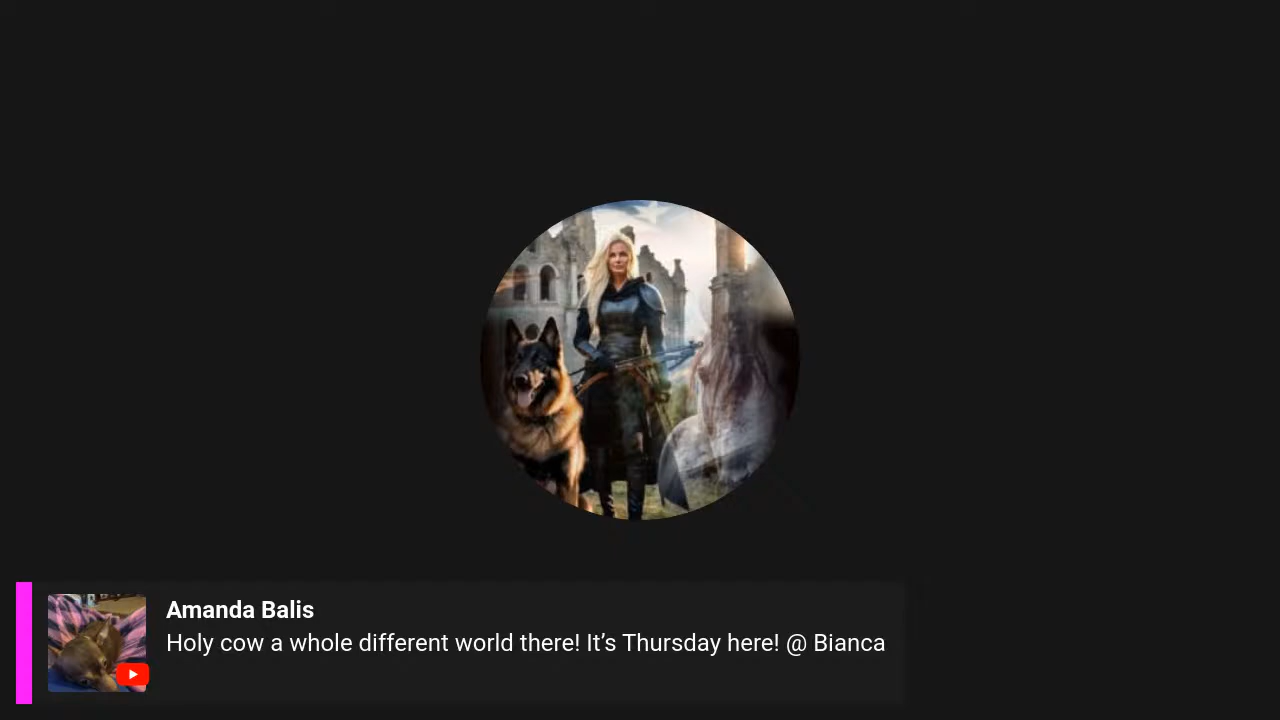 Amanda Balis
Holy cow a whole different world there! It’s Thursday here! @ Bianca